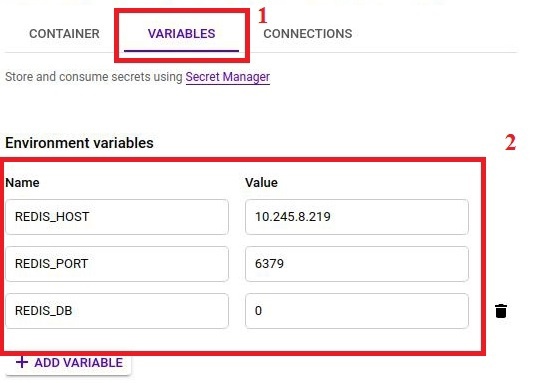 1
CONTAINER VARIABLES CONNECTIONS
Store and consume secrets using Secret Manager
Environment variables
2
Name Value
REDIS_HOST 10.245.8.219
REDIS_PORT 6379
REDIS_DB 0
+ ADD VARIABLE